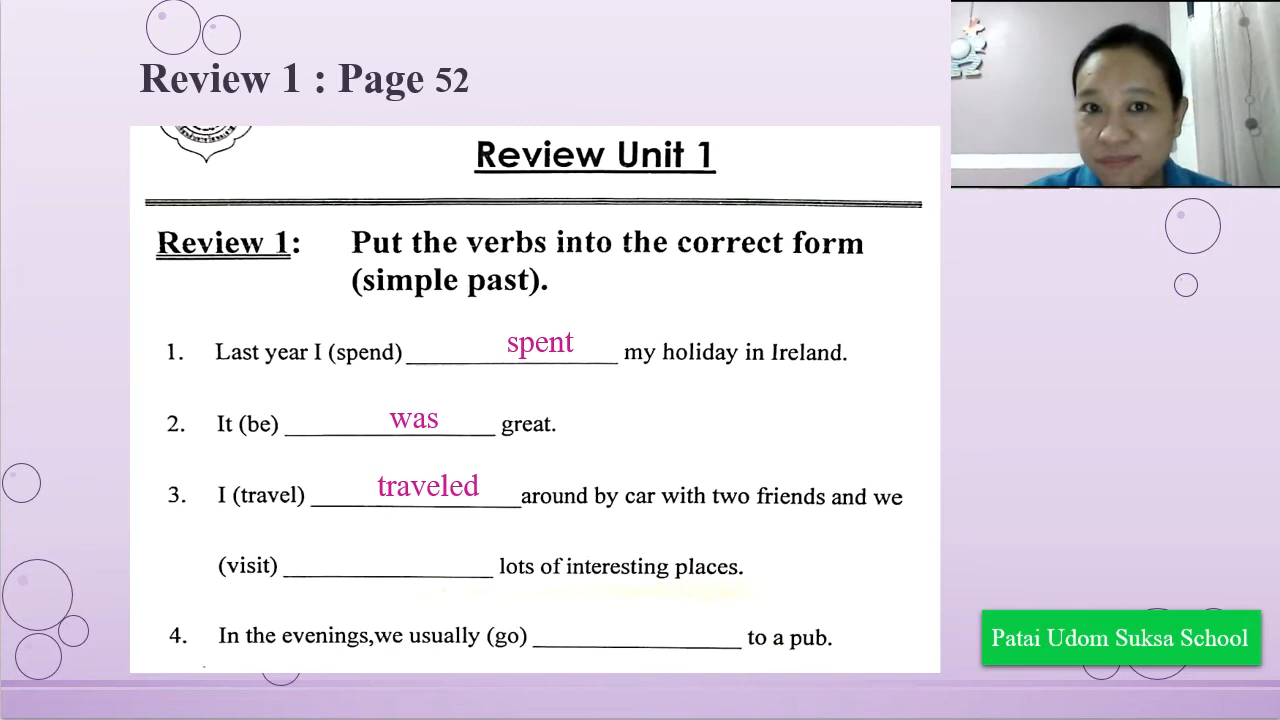 Review 1 : Page 52
Review Unit 1
Review 1: Put the verbs into the correct form
(simple past).
1. Last year I (spend) spent my holiday in Ireland.
2. It (be) was great.
3. I (travel) traveled around by car with two friends and we
(visit) ____________________ lots of interesting places.
4. In the evenings,we usually (go) ____________________ to a pub.
Patai Udom Suksa School